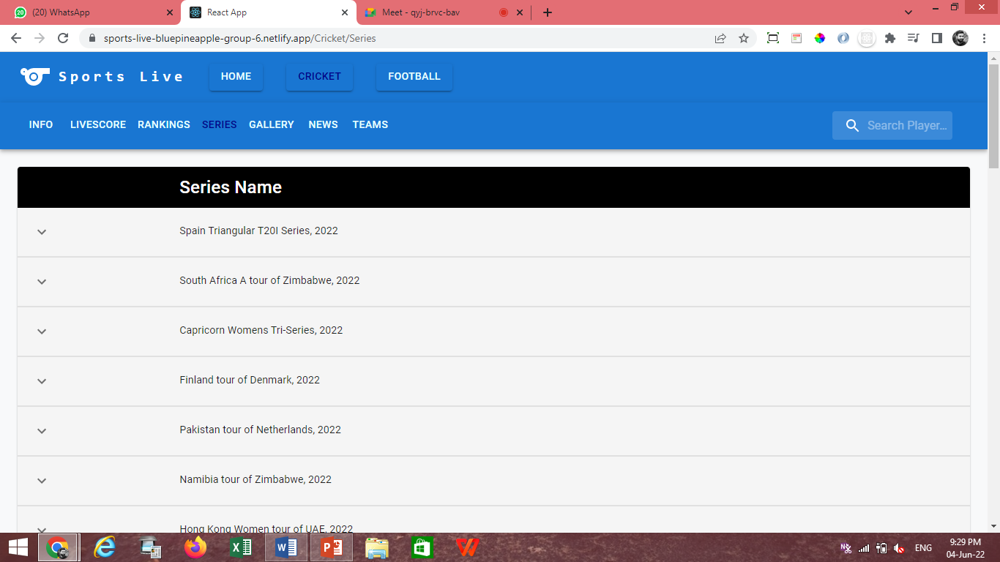 (20) WhatsApp
React App
Meet - qyj-brvc-bav
sports-live-bluepineapple-group-6.netlify.app/Cricket/Series
Sports Live
HOME
CRICKET
FOOTBALL
INFO
LIVESCORE
RANKINGS
SERIES
GALLERY
NEWS
TEAMS
Search Player...
Series Name
Spain Triangular T20I Series, 2022
South Africa A tour of Zimbabwe, 2022
Capricorn Womens Tri-Series, 2022
Finland tour of Denmark, 2022
Pakistan tour of Netherlands, 2022
Namibia tour of Zimbabwe, 2022
Hong Kong Women tour of UAE, 2022
ENG
9:29 PM
04-Jun-22